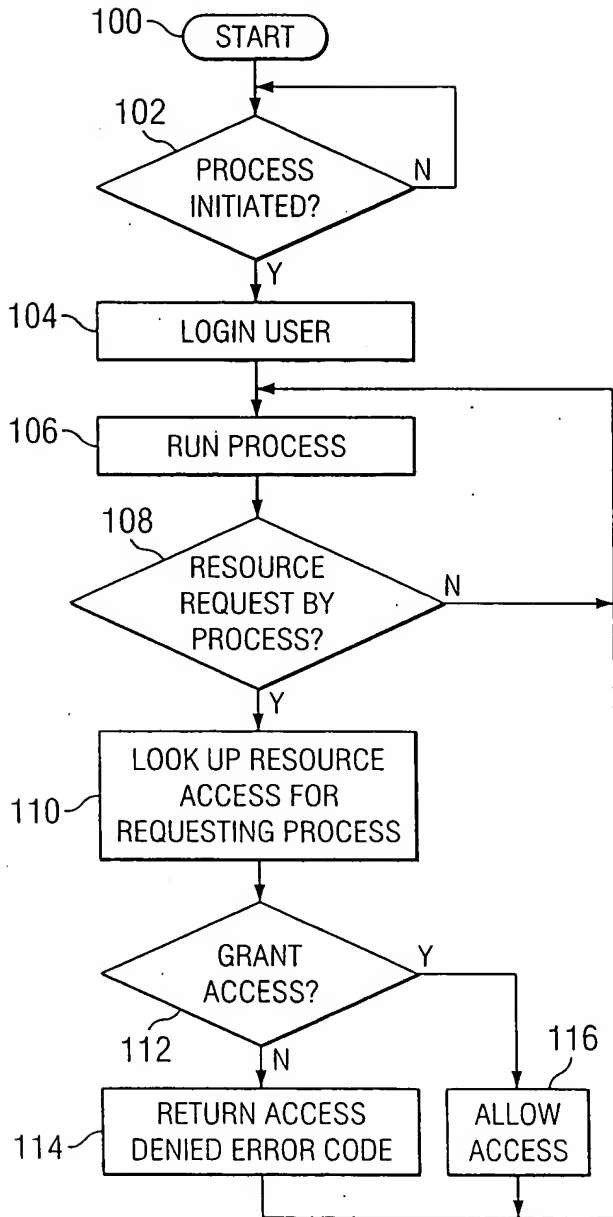 100
START
102
PROCESS
INITIATED?
N
Y
104
LOGIN USER
106
RUN PROCESS
108
RESOURCE
REQUEST BY
PROCESS?
N
Y
110
LOOK UP RESOURCE
ACCESS FOR
REQUESTING PROCESS
GRANT
ACCESS?
Y
112
N
116
114
RETURN ACCESS
DENIED ERROR CODE
ALLOW
ACCESS